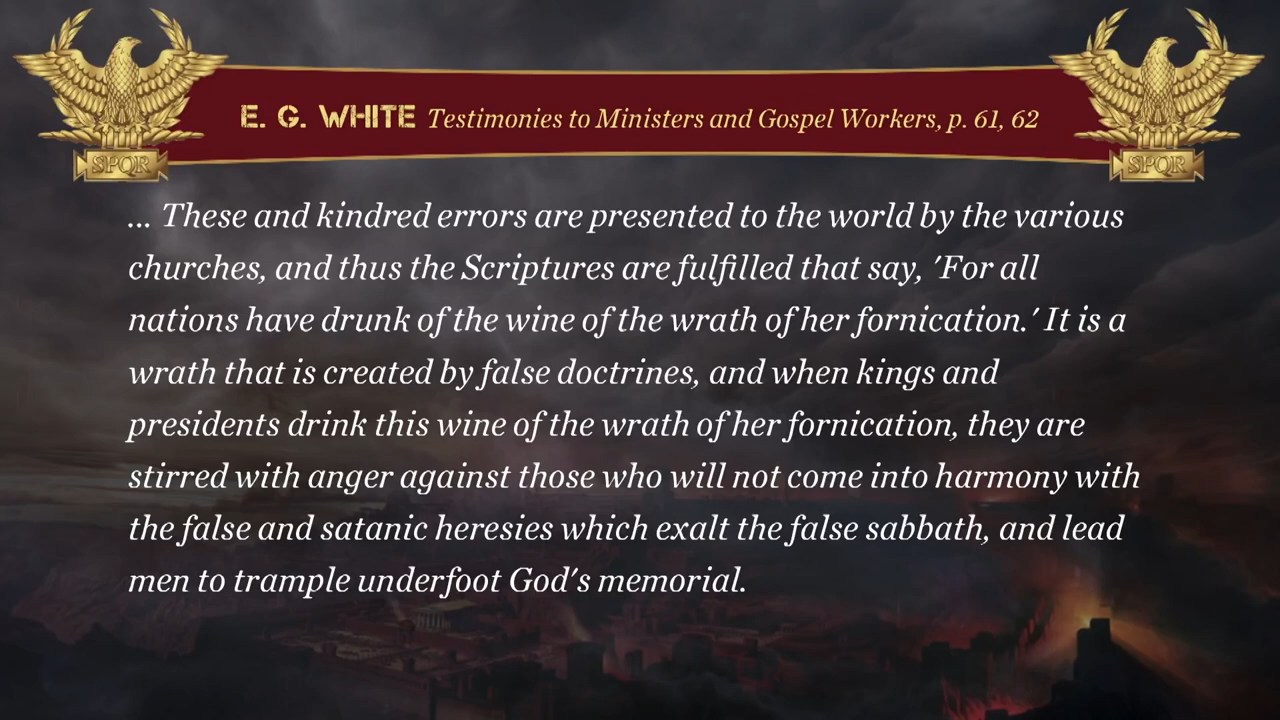 E. G. WHITE Testimonies to Ministers and Gospel Workers, p. 61, 62
SPQR SPQR
... These and kindred errors are presented to the world by the various
churches, and thus the Scriptures are fulfilled that say, 'For all
nations have drunk of the wine of the wrath of her fornication.' It is a
wrath that is created by false doctrines, and when kings and
presidents drink this wine of the wrath of her fornication, they are
stirred with anger against those who will not come into harmony with
the false and satanic heresies which exalt the false sabbath, and lead
men to trample underfoot God's memorial.